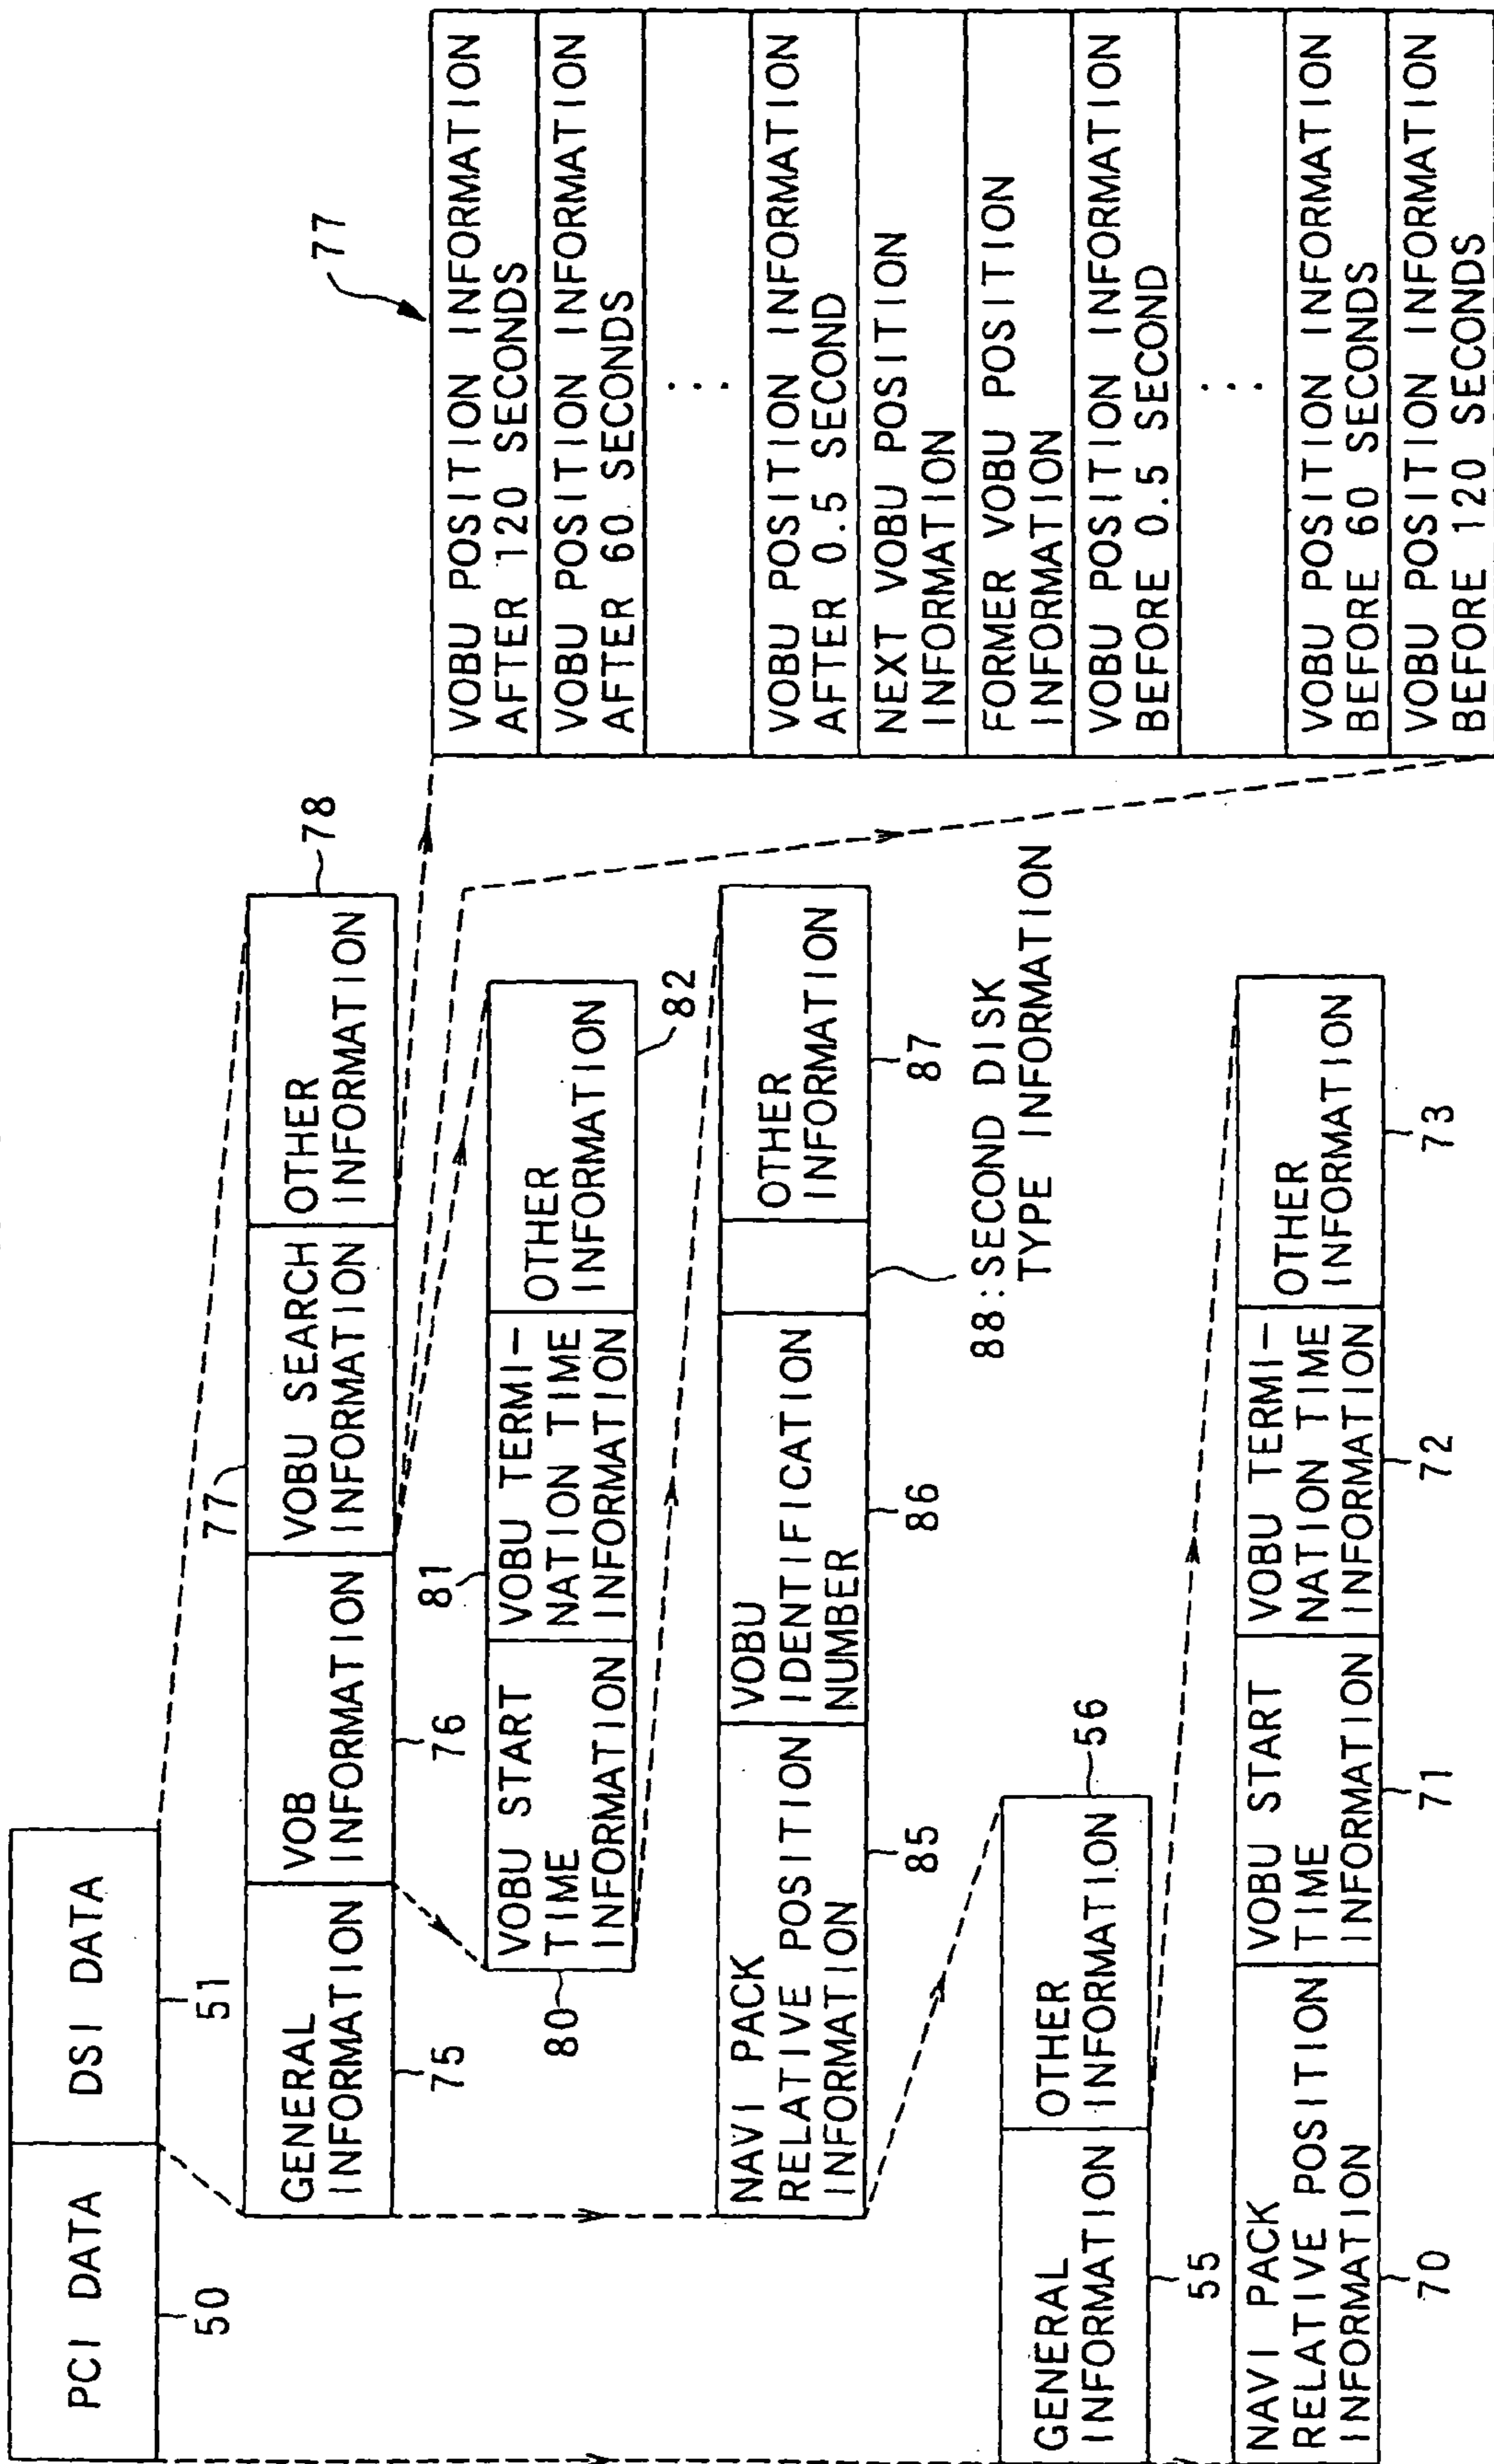 PCI DATA
DSI DATA
50
51
77
78
GENERAL
INFORMATION
VOB
INFORMATION
VOBU SEARCH
INFORMATION
OTHER
INFORMATION
75
76
81
VOBU START
TIME
INFORMATION
VOBU TERMI-
NATION TIME
INFORMATION
OTHER
INFORMATION
80
82
NAVI PACK
RELATIVE POSITION
INFORMATION
VOBU
IDENTIFICATION
NUMBER
OTHER
INFORMATION
85
86
87
88:SECOND DISK
TYPE INFORMATION
GENERAL
INFORMATION
OTHER
INFORMATION
56
55
NAVI PACK
RELATIVE POSITION
INFORMATION
VOBU START
TIME
INFORMATION
VOBU TERMI-
NATION TIME
INFORMATION
OTHER
INFORMATION
70
71
72
73
77
VOBU POSITION INFORMATION
AFTER 120 SECONDS
VOBU POSITION INFORMATION
AFTER 60 SECONDS
...
VOBU POSITION INFORMATION
AFTER 0.5 SECOND
NEXT VOBU POSITION
INFORMATION
FORMER VOBU POSITION
INFORMATION
VOBU POSITION INFORMATION
BEFORE 0.5 SECOND
...
VOBU POSITION INFORMATION
BEFORE 60 SECONDS
VOBU POSITION INFORMATION
BEFORE 120 SECONDS